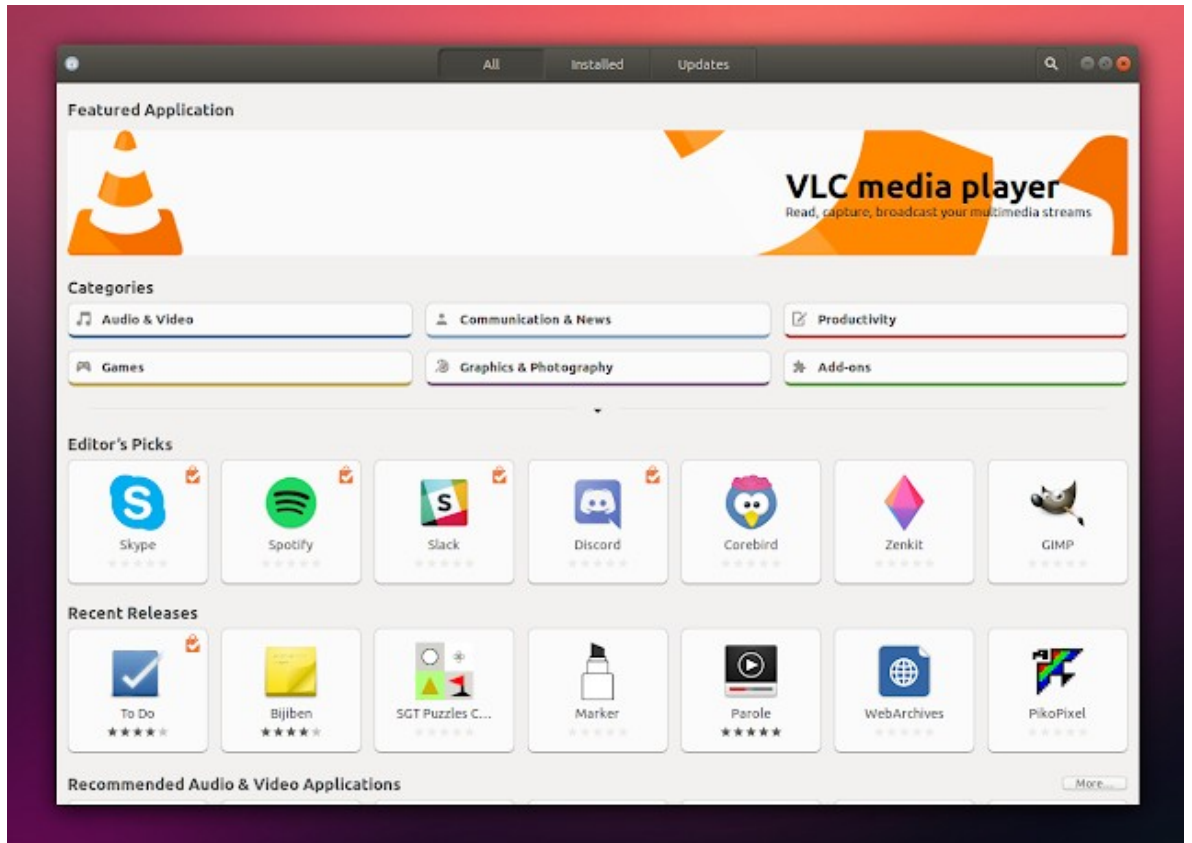 All Installed Updates
Featured Application
VLC media player
Read, capture, broadcast your multimedia streams
Categories
Audio & Video Communication & News Productivity
Games Graphics & Photography Add-ons
Editor's Picks
Skype Spotify Slack Discord Corebird Zenkit GIMP
Recent Releases
To Do Bijiben SGT Puzzles C... Marker Parole WebArchives PikoPixel
Recommended Audio & Video Applications More...